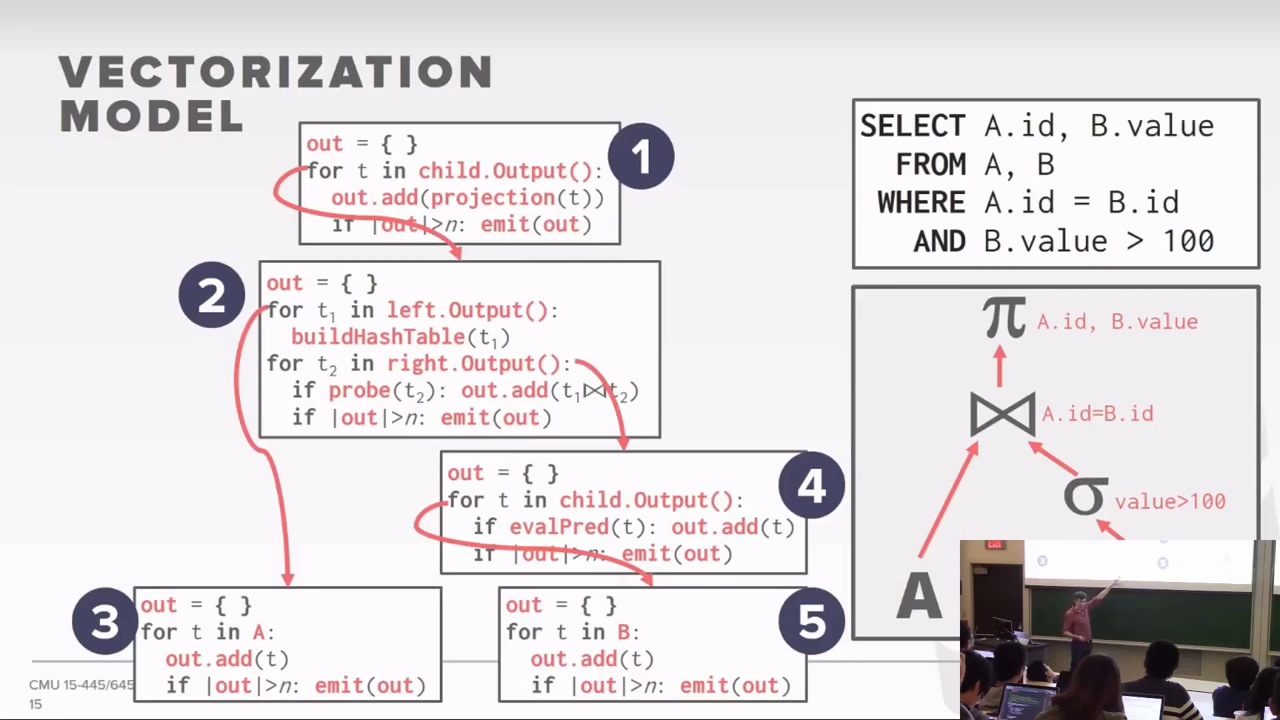 VECTORIZATION
MODEL
out = { }
for t in child.Output():
out.add(projection(t))
if |out|>n: emit(out)
1
2
out = { }
for t₁ in left.Output():
buildHashTable(t₁)
for t₂ in right.Output():
if probe(t₂): out.add(t₁⨝t₂)
if |out|>n: emit(out)
out = { }
for t in child.Output():
if evalPred(t): out.add(t)
if |out|>n: emit(out)
4
3
out = { }
for t in A:
out.add(t)
if |out|>n: emit(out)
out = { }
for t in B:
out.add(t)
if |out|>n: emit(out)
5
SELECT A.id, B.value
FROM A, B
WHERE A.id = B.id
AND B.value > 100
π A.id, B.value
⨝ A.id=B.id
σ value>100
A
EXIT
CMU 15-445/645
15